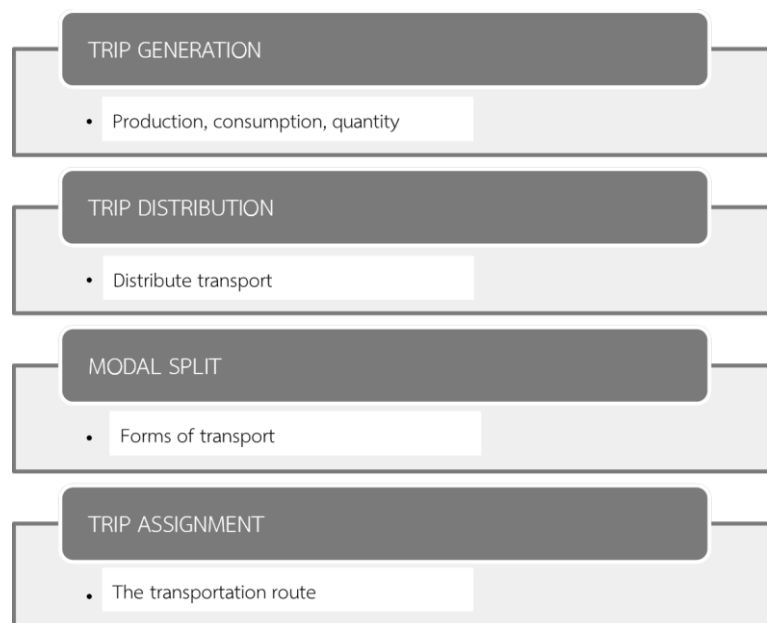 TRIP GENERATION
• Production, consumption, quantity
TRIP DISTRIBUTION
• Distribute transport
MODAL SPLIT
• Forms of transport
TRIP ASSIGNMENT
• The transportation route